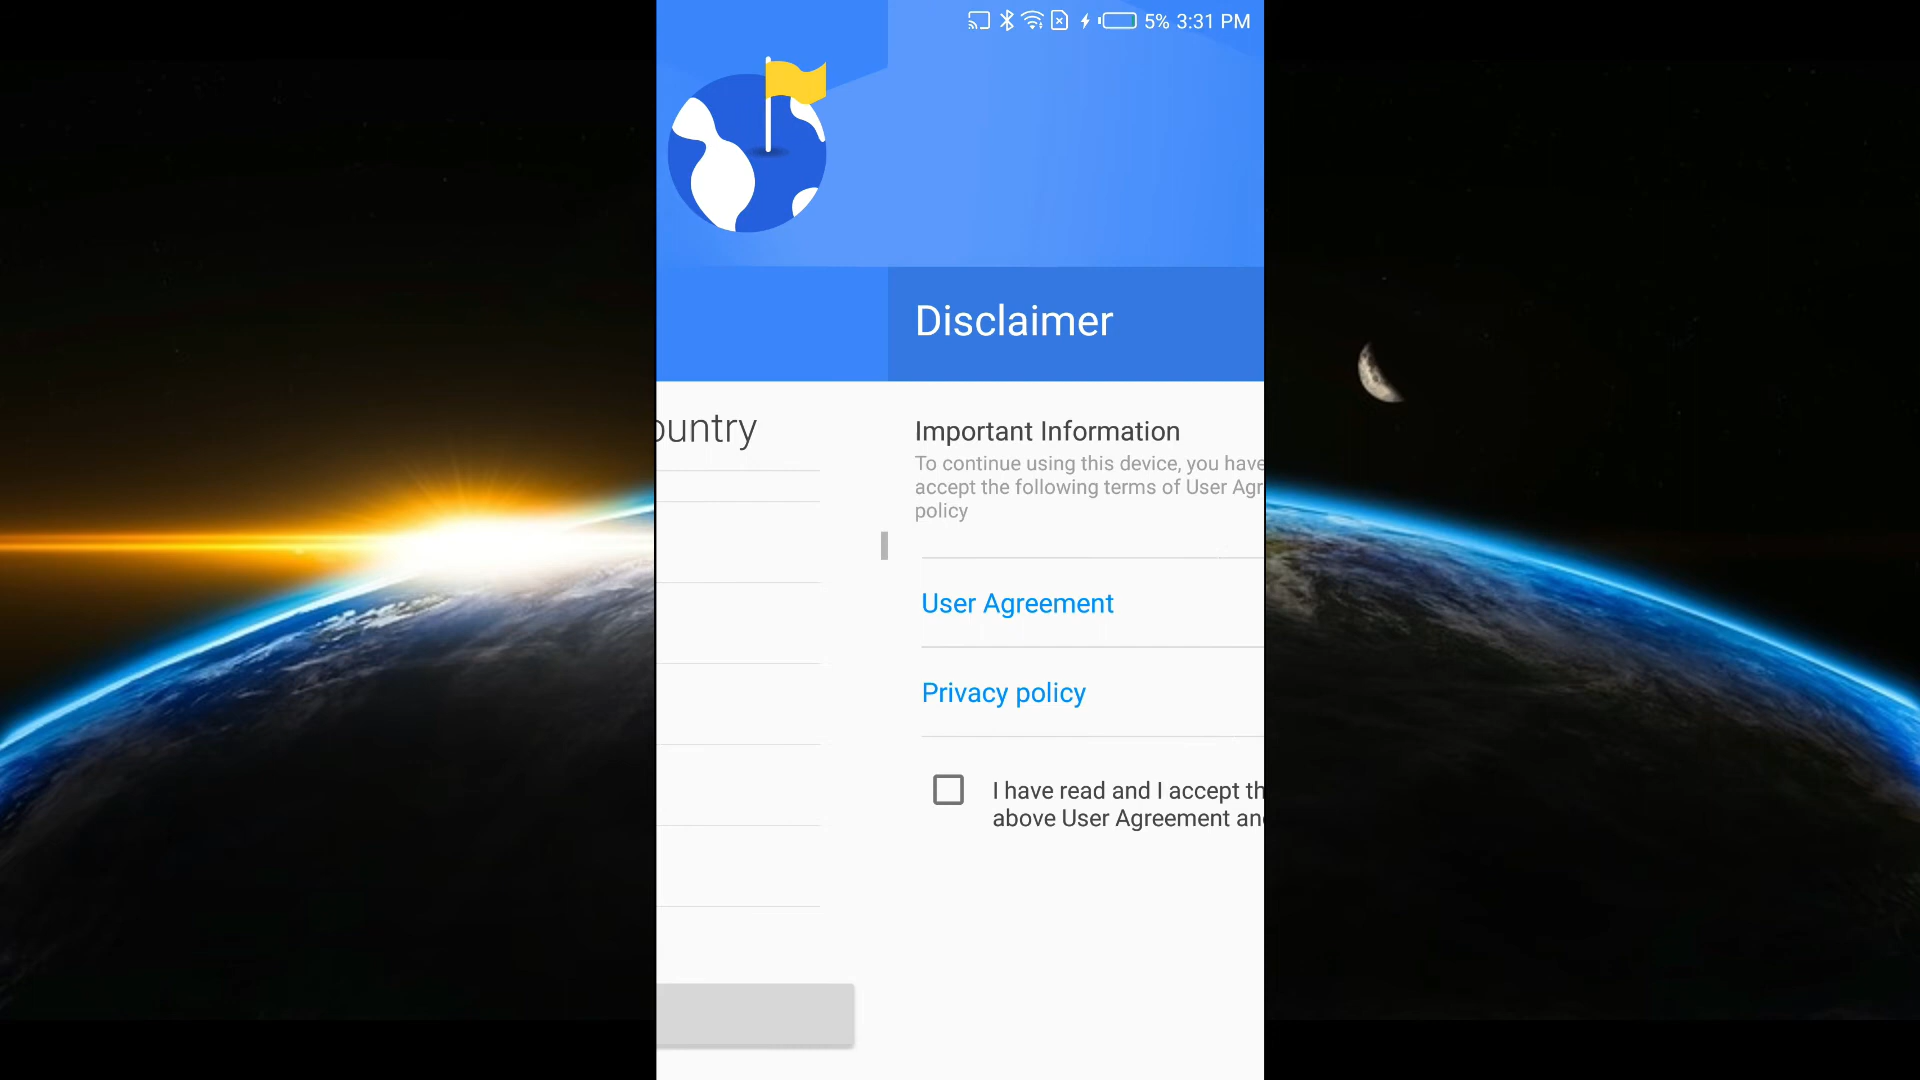 5% 3:31 PM
Disclaimer
ountry
Important Information
To continue using this device, you have
accept the following terms of User Agr
policy
User Agreement
Privacy policy
I have read and I accept th
above User Agreement an